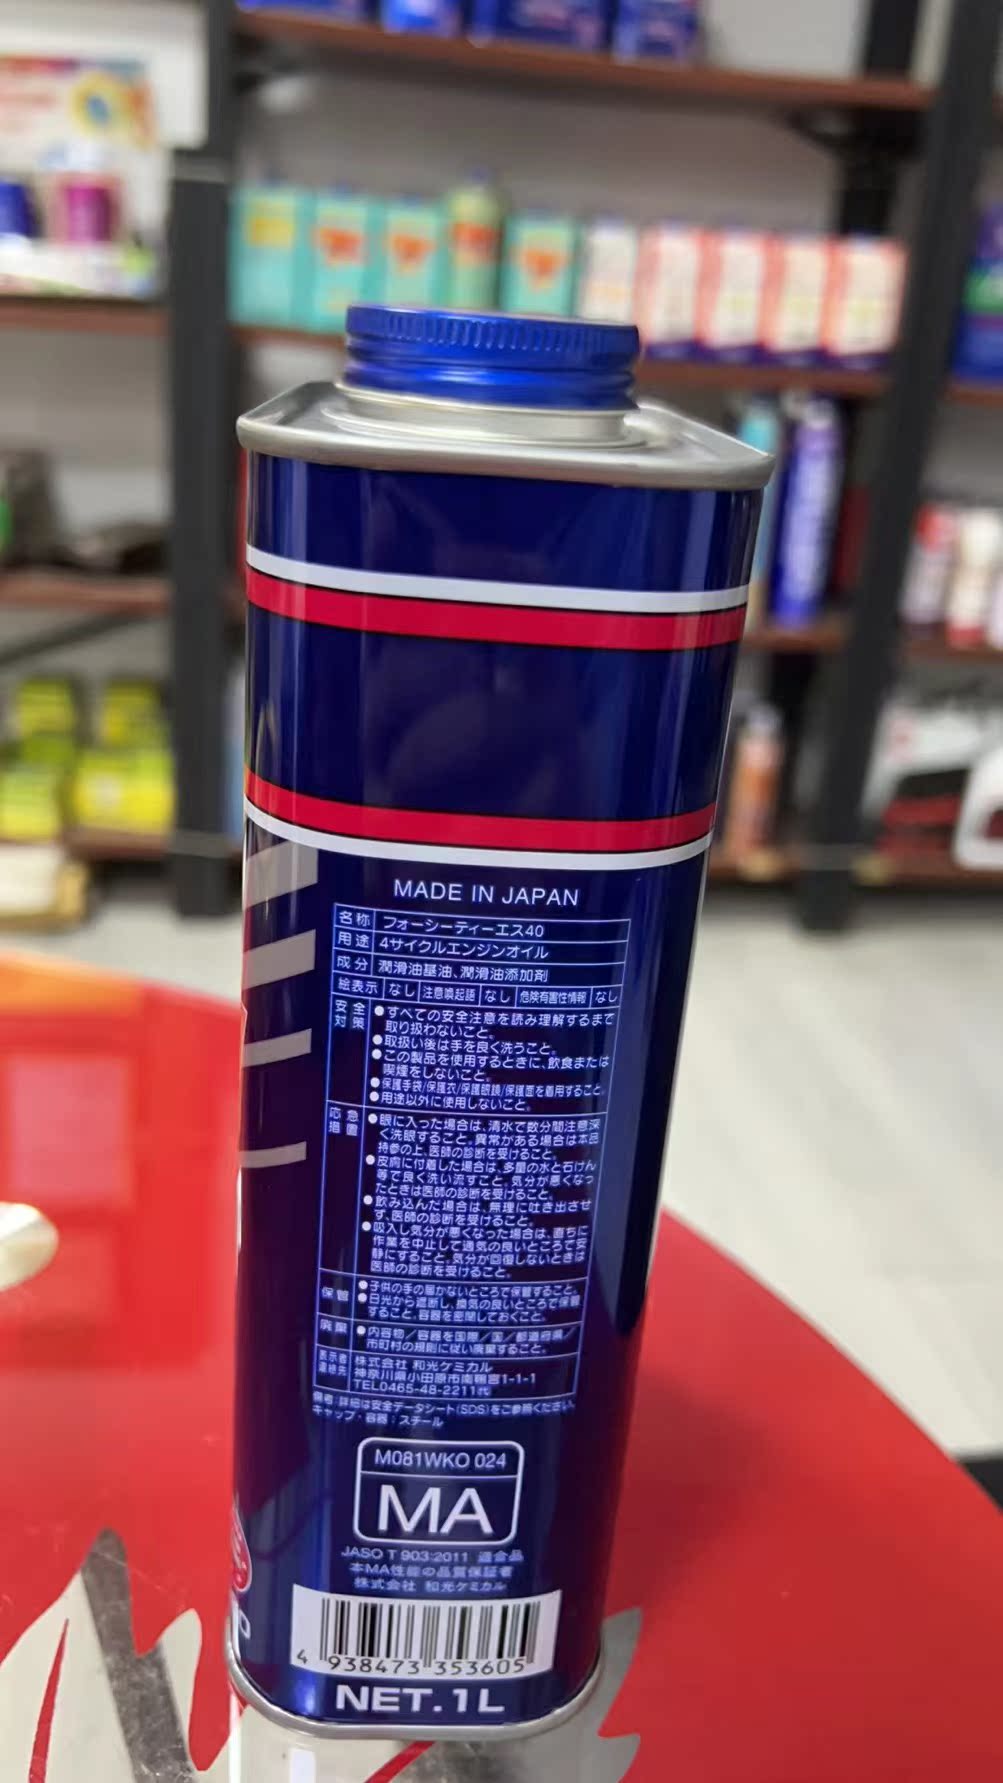 MADE IN JAPAN
名称 フォーシーティーエス40
用途 4サイクルエンジンオイル
成分 潤滑油基油、潤滑油添加剤
絵表示 なし 注意喚起語 なし 危険有害性情報 なし
安全対策 ●すべての安全注意を読み理解するまで
取り扱わないこと。
●取扱い後は手を良く洗うこと。
●この製品を使用するときに、飲食または
喫煙をしないこと。
●保護手袋/保護衣/保護眼鏡/保護面を着用すること。
●用途以外に使用しないこと。
応急措置 ●眼に入った場合は、清水で数分間注意深
く洗眼すること。異常がある場合は本品
持参の上、医師の診断を受けること。
●皮膚に付着した場合は、多量の水と石けん
等で良く洗い流すこと。気分が悪くなっ
たときは医師の診断を受けること。
●飲み込んだ場合は、無理に吐き出させ
ず、医師の診断を受けること。
●吸入し気分が悪くなった場合は、直ちに
作業を中止して通気の良いところで安
静にすること。気分が回復しないときは
医師の診断を受けること。
保管 ●子供の手の届かないところで保管すること。
●日光から遮断し、換気の良いところで保管
すること。容器を密閉しておくこと。
廃棄 ●内容物/容器を国際/国/都道府県/
市町村の規則に従い廃棄すること。
表示者連絡先 株式会社 和光ケミカル
神奈川県小田原市南鴨宮1-1-1
TEL0465-48-2211代
備考:詳細は安全データシート(SDS)をご参照ください。
キャップ・容器:スチール
M081WKO 024
MA
JASO T 903:2011 適合品
本MA性能の品質保証者
株式会社 和光ケミカル
4 938473 353605
NET.1L